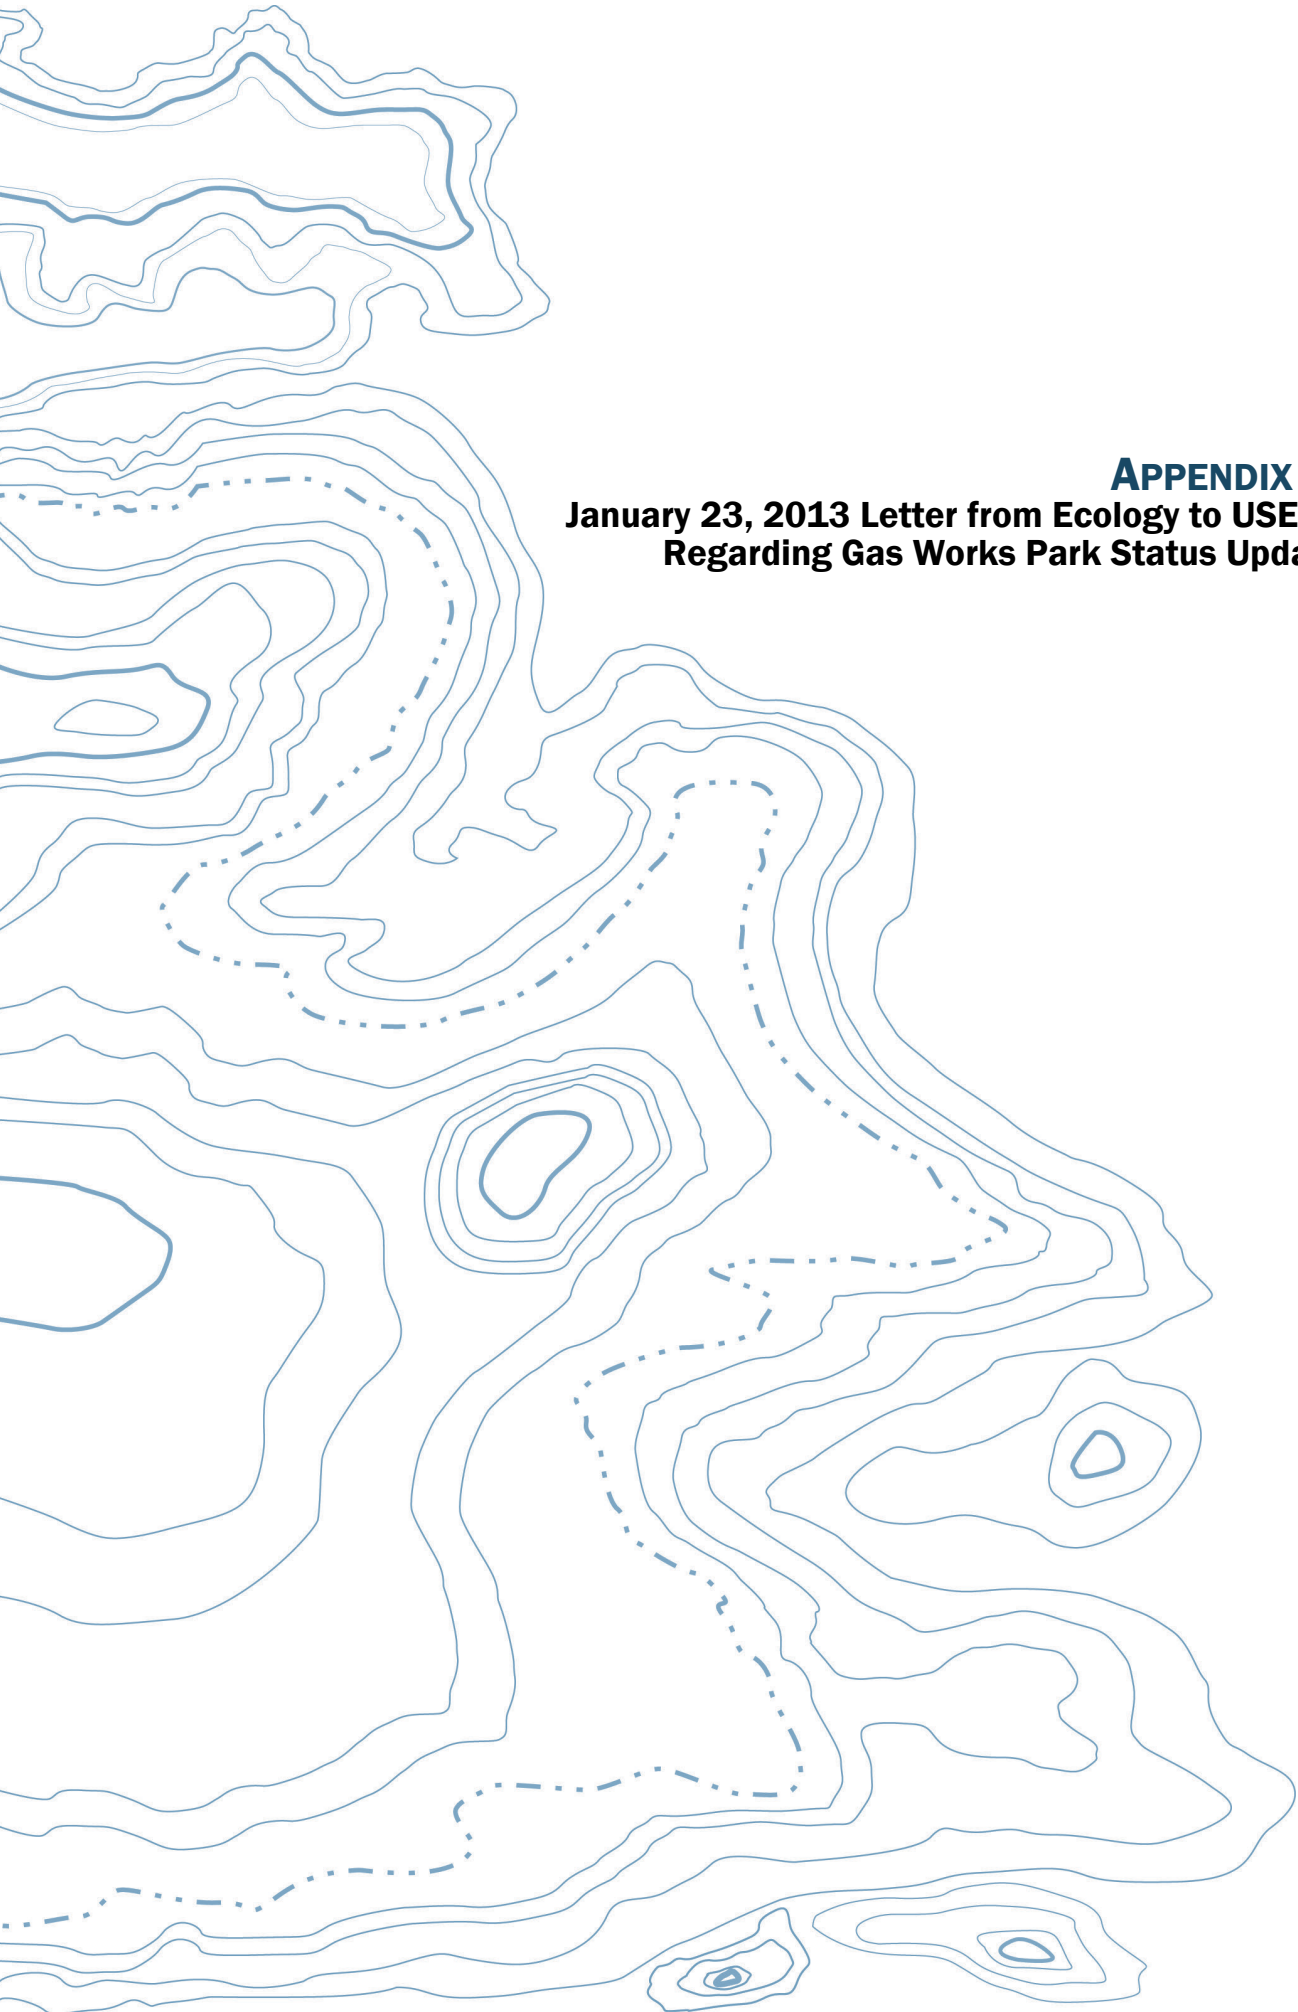 APPENDIX
January 23, 2013 Letter from Ecology to USE
Regarding Gas Works Park Status Upda